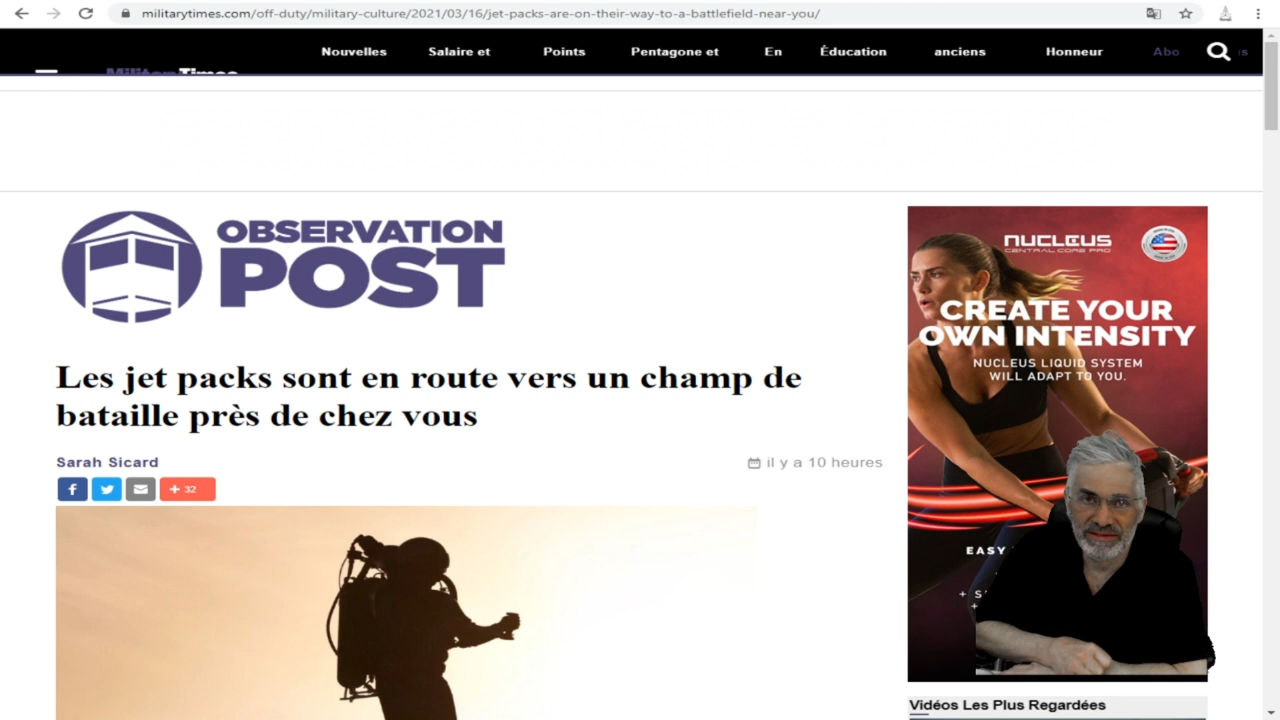 militarytimes.com/off-duty/military-culture/2021/03/16/jet-packs-are-on-their-way-to-a-battlefield-near-you/
Nouvelles Salaire et Points Pentagone et En Éducation anciens Honneur Abo
Military Times
OBSERVATION
POST
Les jet packs sont en route vers un champ de
bataille près de chez vous
Sarah Sicard
il y a 10 heures
+ 32
NUCLEUS
CENTRAL CORE PRO
CREATE YOUR
OWN INTENSITY
NUCLEUS LIQUID SYSTEM
WILL ADAPT TO YOU.
EASY
Vidéos Les Plus Regardées